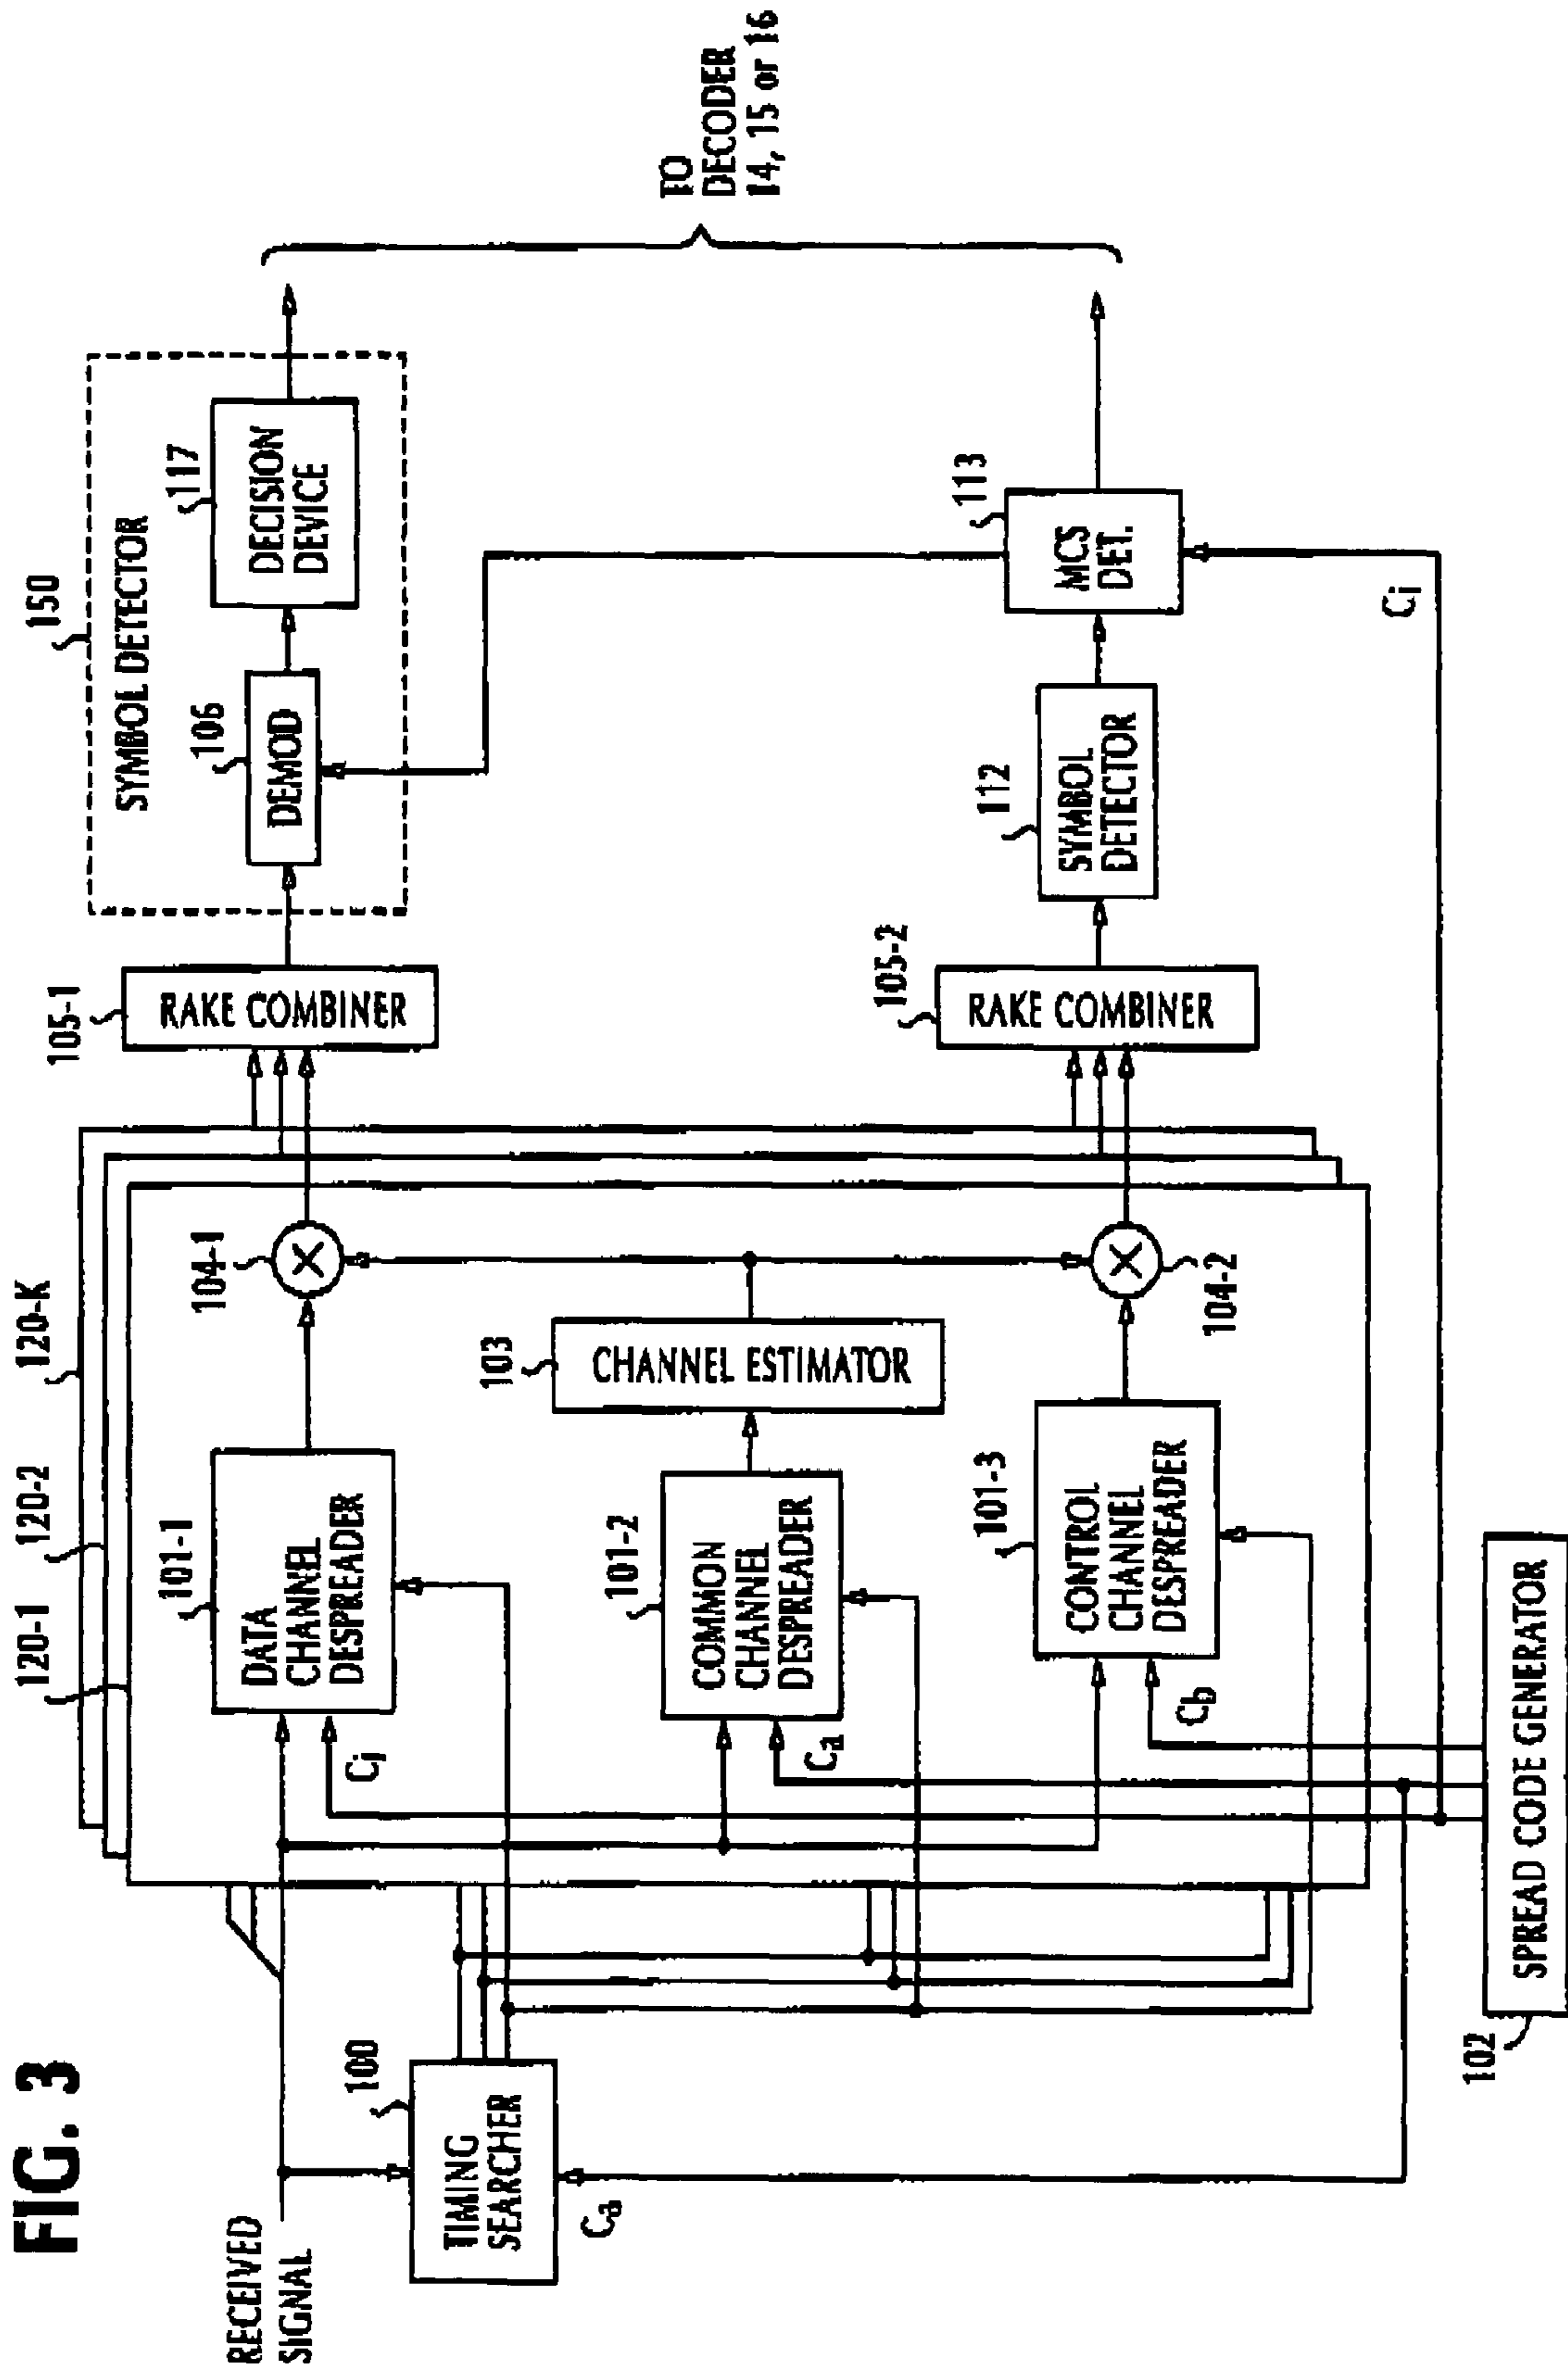 FIG. 3
RECEIVED
SIGNAL
100
TIMING
SEARCHER
Ca
120-1
120-2
120-K
101-1
DATA
CHANNEL
DESPREADER
Ci
104-1
103
CHANNEL ESTIMATOR
101-2
COMMON
CHANNEL
DESPREADER
Ca
101-3
CONTROL
CHANNEL
DESPREADER
Cb
104-2
102
SPREAD CODE GENERATOR
105-1
RAKE COMBINER
105-2
RAKE COMBINER
150
SYMBOL DETECTOR
106
DEMOD
117
DECISION
DEVICE
112
SYMBOL
DETECTOR
113
MCS
DET.
Ci
TO
DECODER
14, 15 or 16